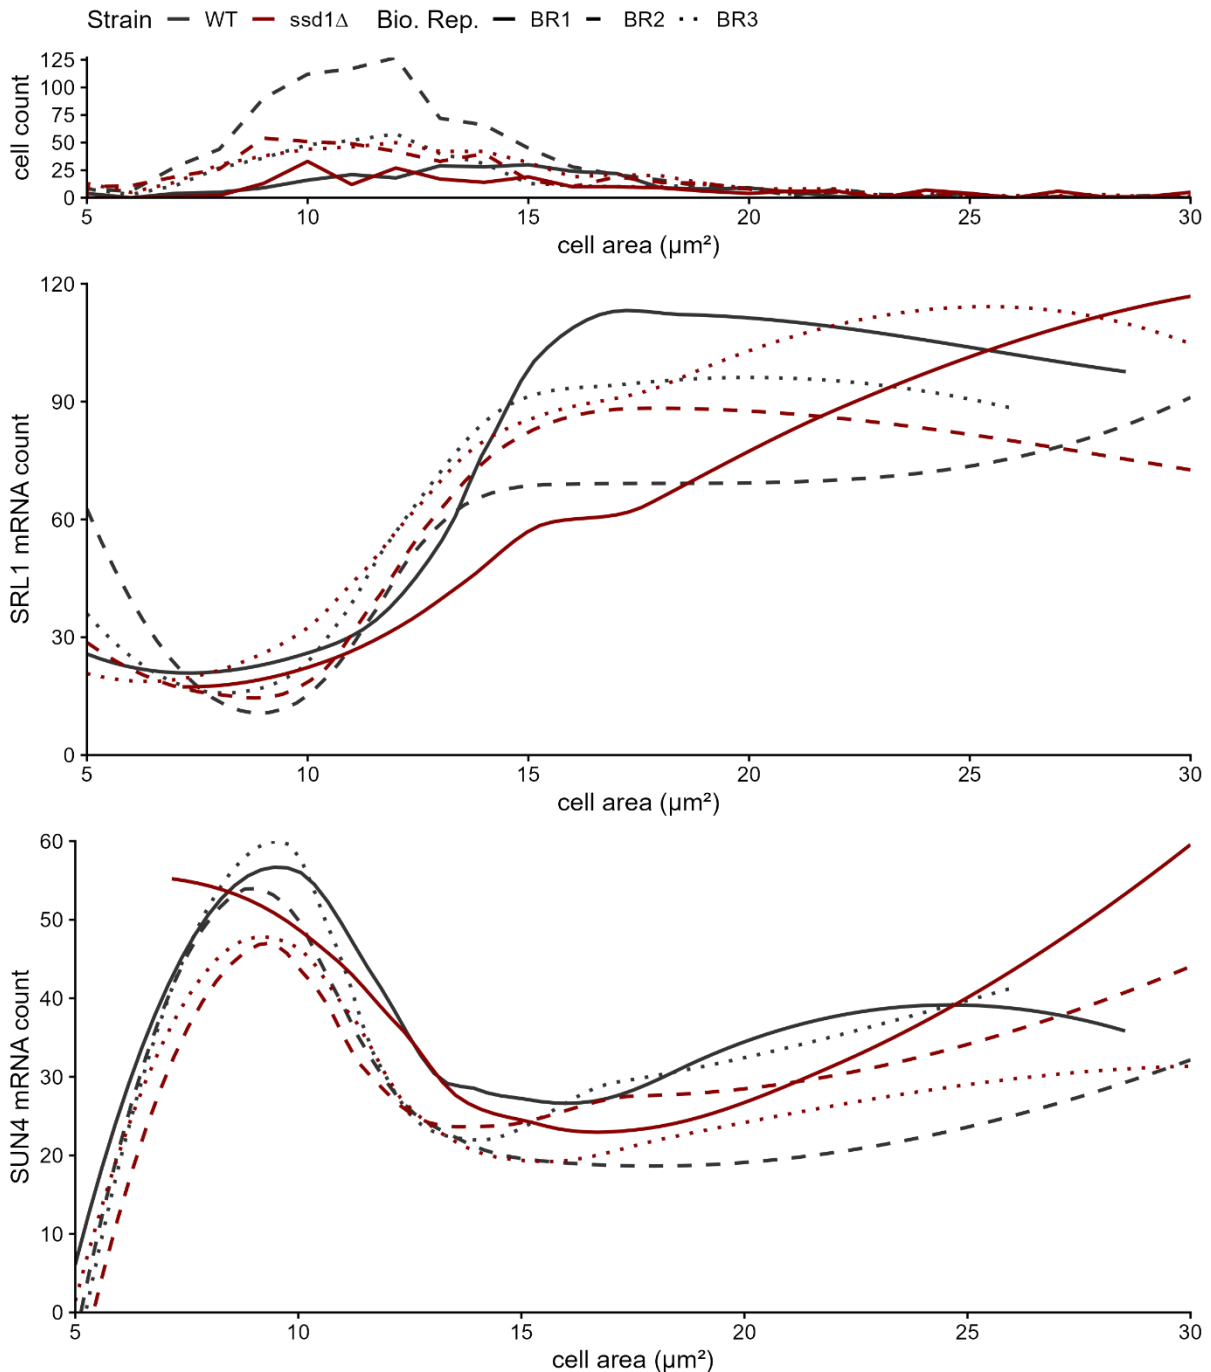 Strain WT ssd1Δ Bio. Rep. BR1 BR2 BR3
cell count
125
100
75
50
25
0
5 10 15 20 25 30
cell area (µm²)
SRL1 mRNA count
120
90
60
30
0
5 10 15 20 25 30
cell area (µm²)
SUN4 mRNA count
60
50
40
30
20
10
0
5 10 15 20 25 30
cell area (µm²)